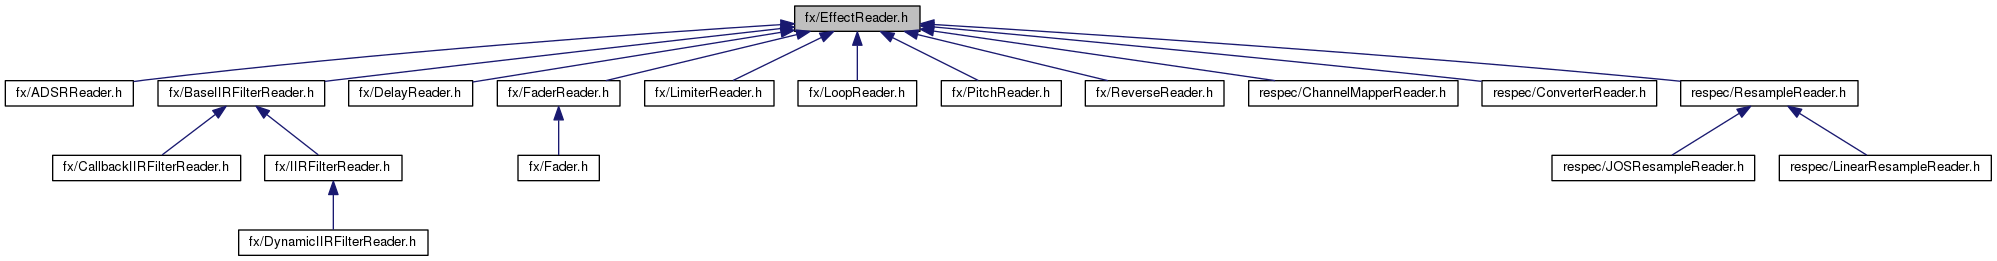 fx/EffectReader.h
fx/ADSRReader.h
fx/BaseIIRFilterReader.h
fx/DelayReader.h
fx/FaderReader.h
fx/LimiterReader.h
fx/LoopReader.h
fx/PitchReader.h
fx/ReverseReader.h
respec/ChannelMapperReader.h
respec/ConverterReader.h
respec/ResampleReader.h
fx/CallbackIIRFilterReader.h
fx/IIRFilterReader.h
fx/Fader.h
respec/JOSResampleReader.h
respec/LinearResampleReader.h
fx/DynamicIIRFilterReader.h